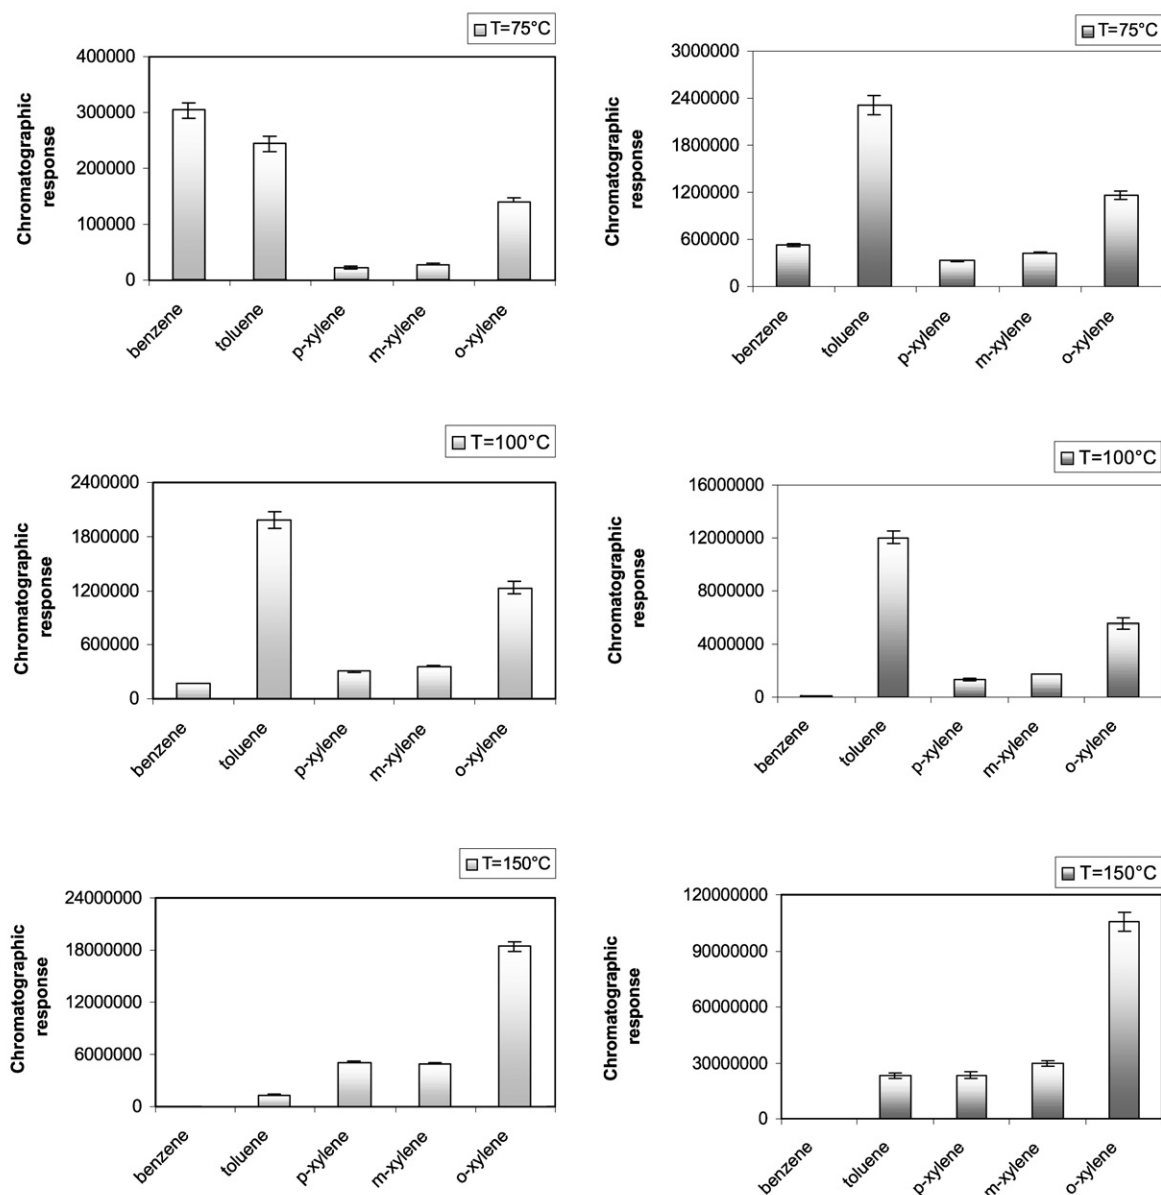 T=75°C
Chromatographic
response
400000
300000
200000
100000
0
benzene
toluene
p-xylene
m-xylene
o-xylene
T=75°C
Chromatographic
response
3000000
2400000
1800000
1200000
600000
0
benzene
toluene
p-xylene
m-xylene
o-xylene
T=100°C
Chromatographic
response
2400000
1800000
1200000
600000
0
benzene
toluene
p-xylene
m-xylene
o-xylene
T=100°C
Chromatographic
response
16000000
12000000
8000000
4000000
0
benzene
toluene
p-xylene
m-xylene
o-xylene
T=150°C
Chromatographic
response
24000000
18000000
12000000
6000000
0
benzene
toluene
p-xylene
m-xylene
o-xylene
T=150°C
Chromatographic
response
120000000
90000000
60000000
30000000
0
benzene
toluene
p-xylene
m-xylene
o-xylene